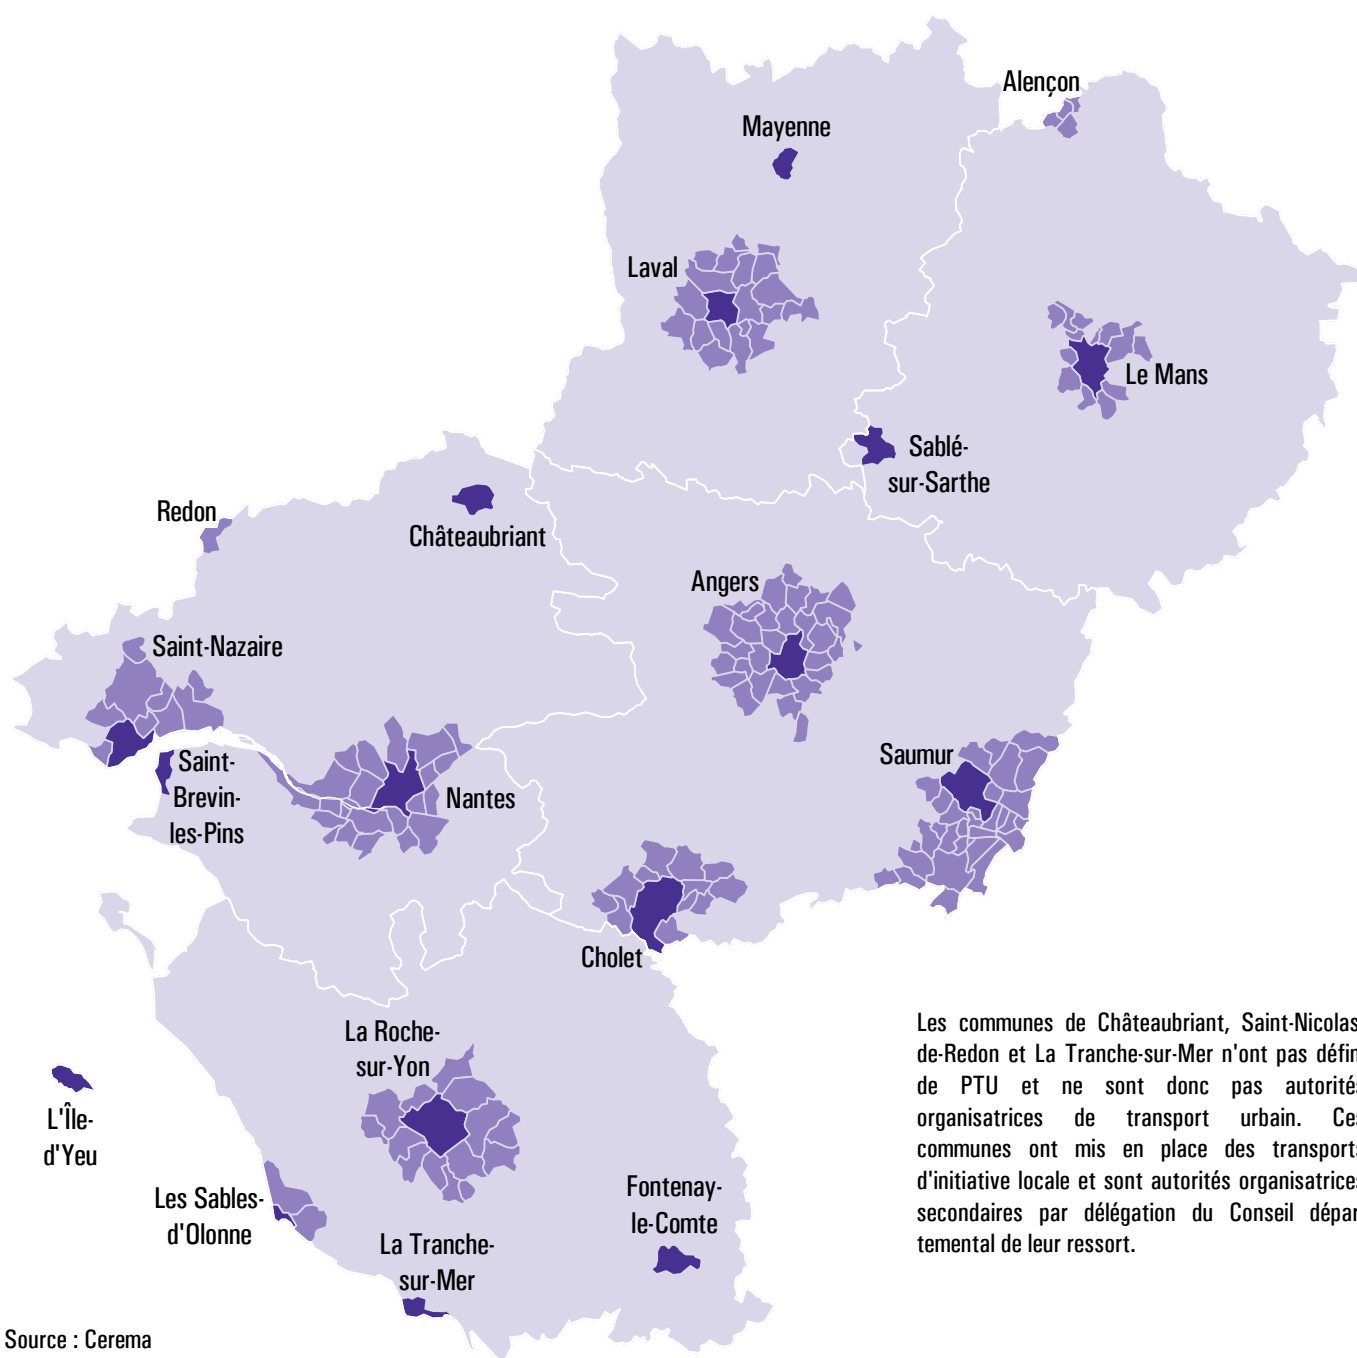 Alençon
Mayenne
Laval
Le Mans
Sablé-
sur-Sarthe
Redon
Châteaubriant
Angers
Saint-Nazaire
Saumur
Saint-
Brevin-
les-Pins
Nantes
Cholet
La Roche-
sur-Yon
L'Île-
d'Yeu
Les Sables-
d'Olonne
Fontenay-
le-Comte
La Tranche-
sur-Mer
Les communes de Châteaubriant, Saint-Nicolas
de-Redon et La Tranche-sur-Mer n'ont pas défin
de PTU et ne sont donc pas autorités
organisatrices de transport urbain. Ces
communes ont mis en place des transports
d'initiative locale et sont autorités organisatrices
secondaires par délégation du Conseil dépar
temental de leur ressort.
Source : Cerema